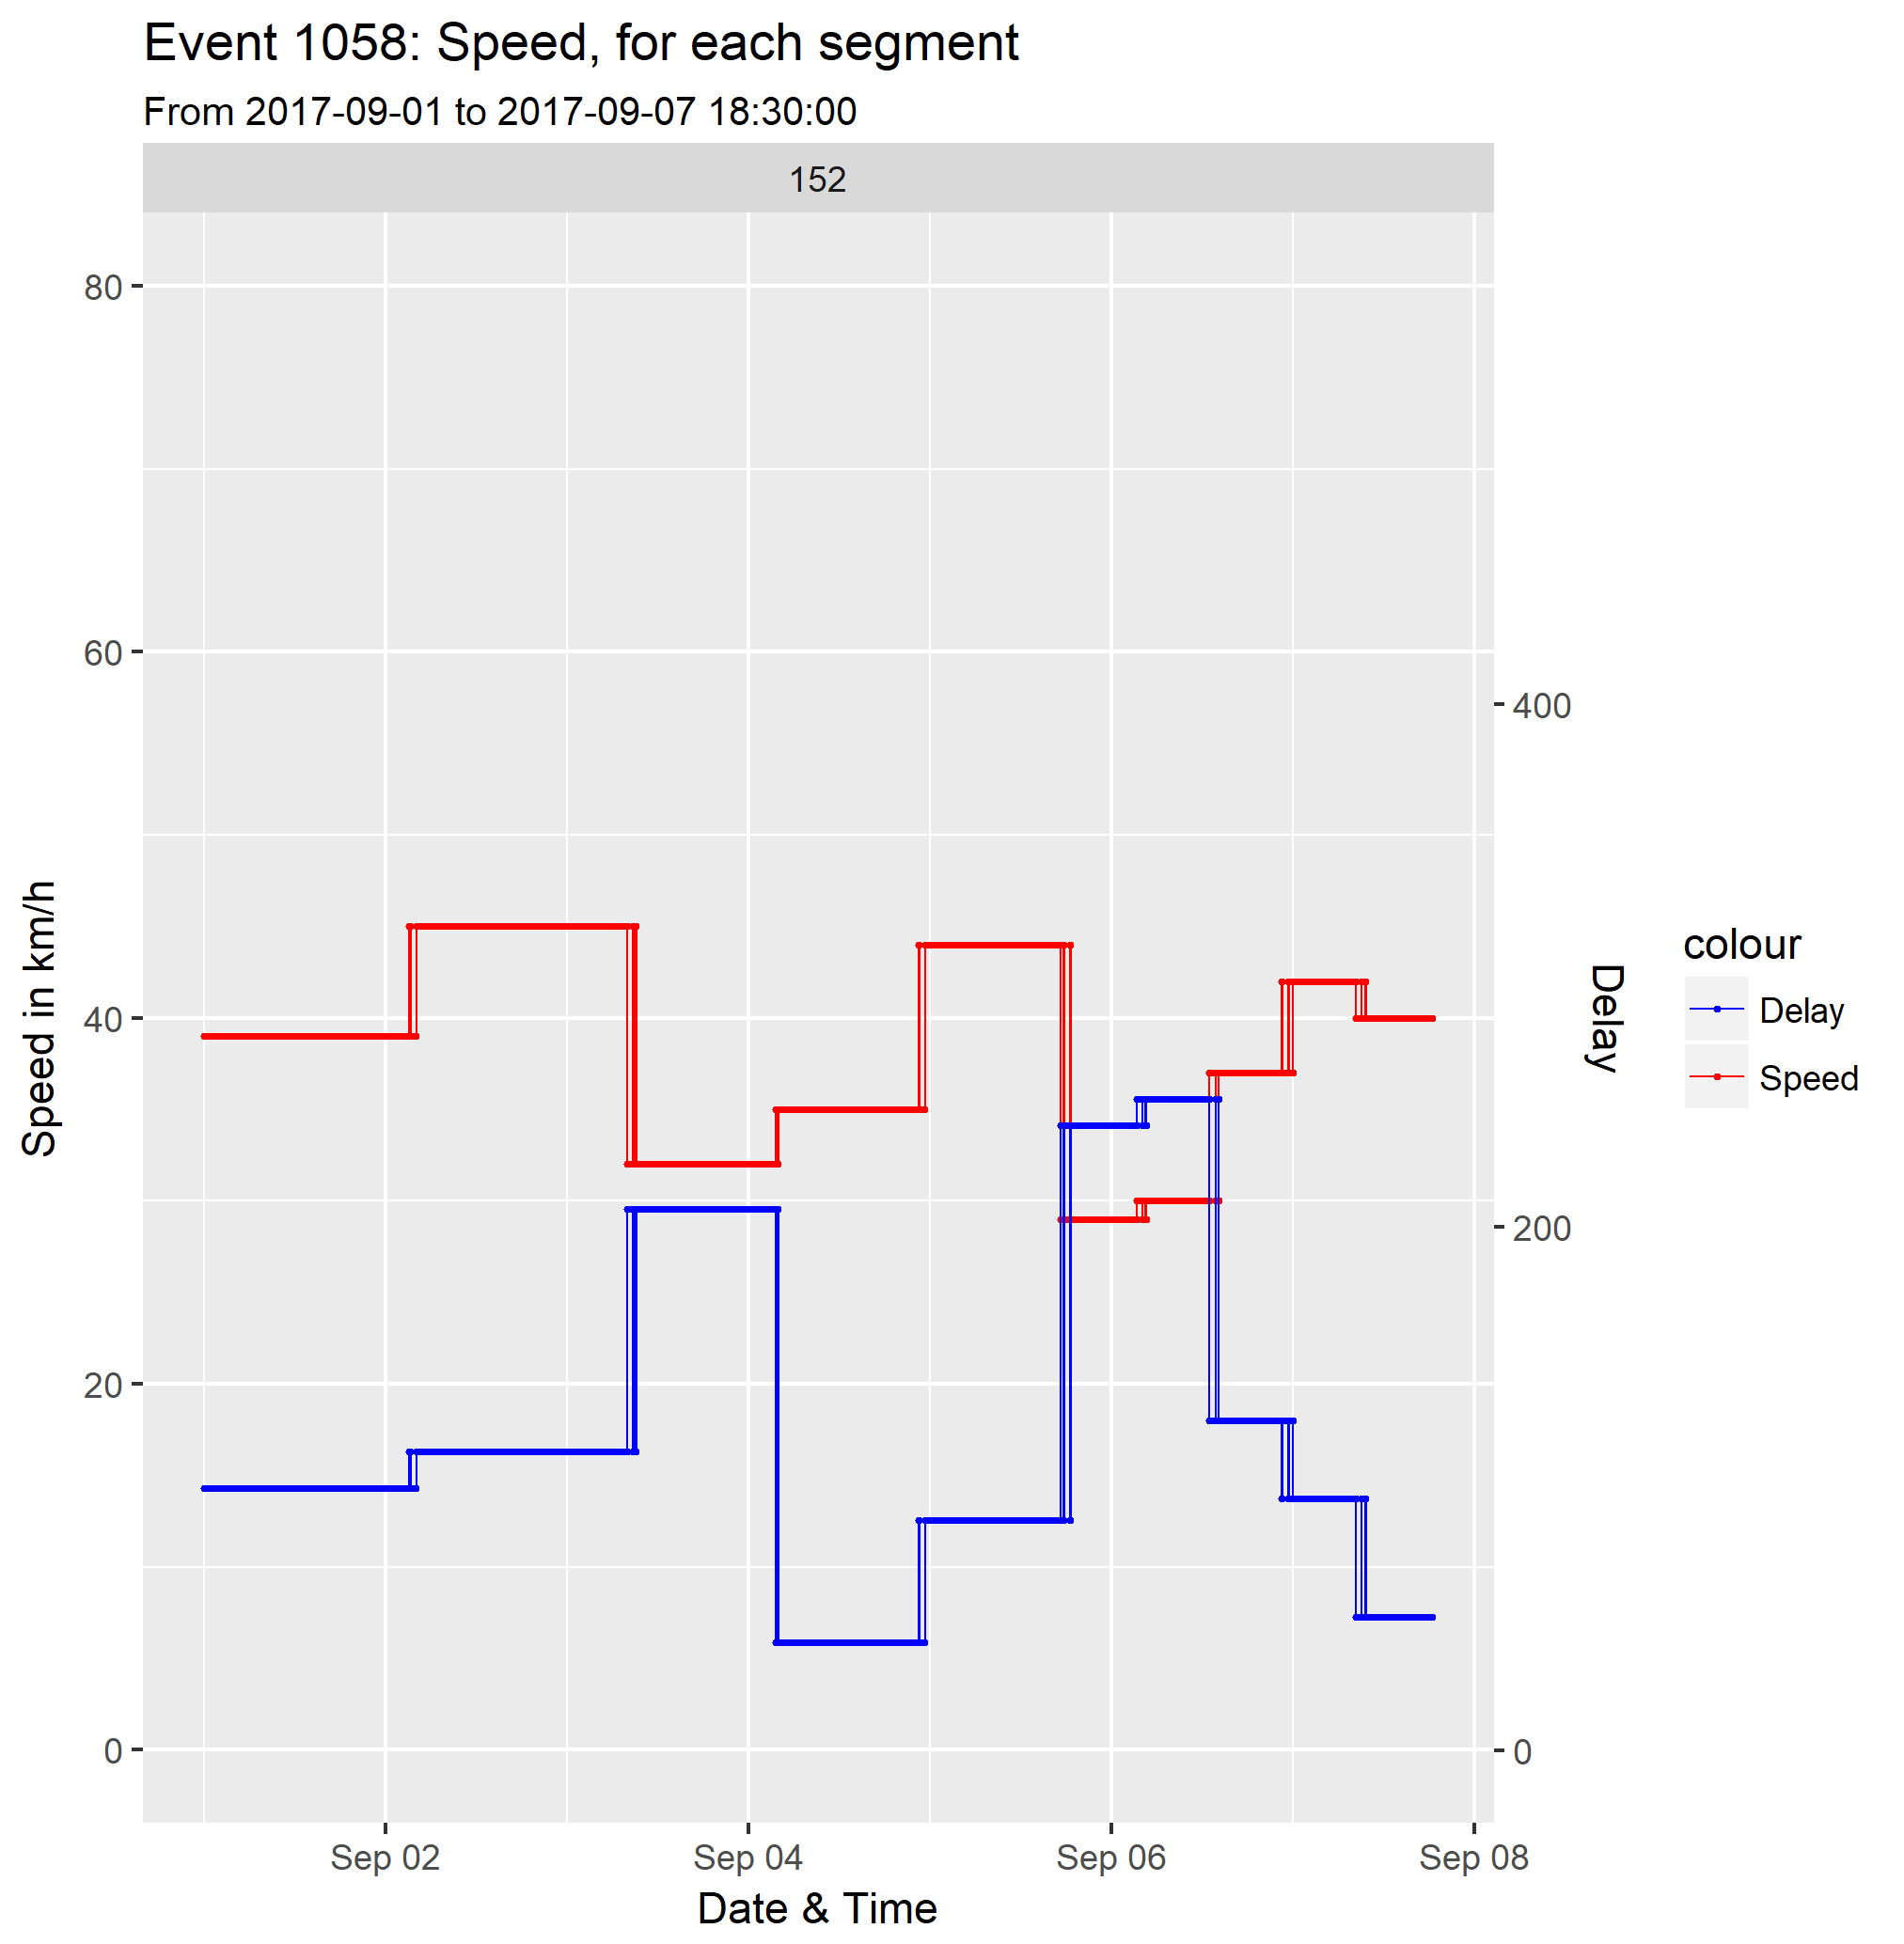 Event 1058: Speed, for each segment
From 2017-09-01 to 2017-09-07 18:30:00
152
80
60
40
20
0
Speed in km/h
400
200
0
Delay
Sep 02
Sep 04
Sep 06
Sep 08
Date & Time
colour
Delay
Speed